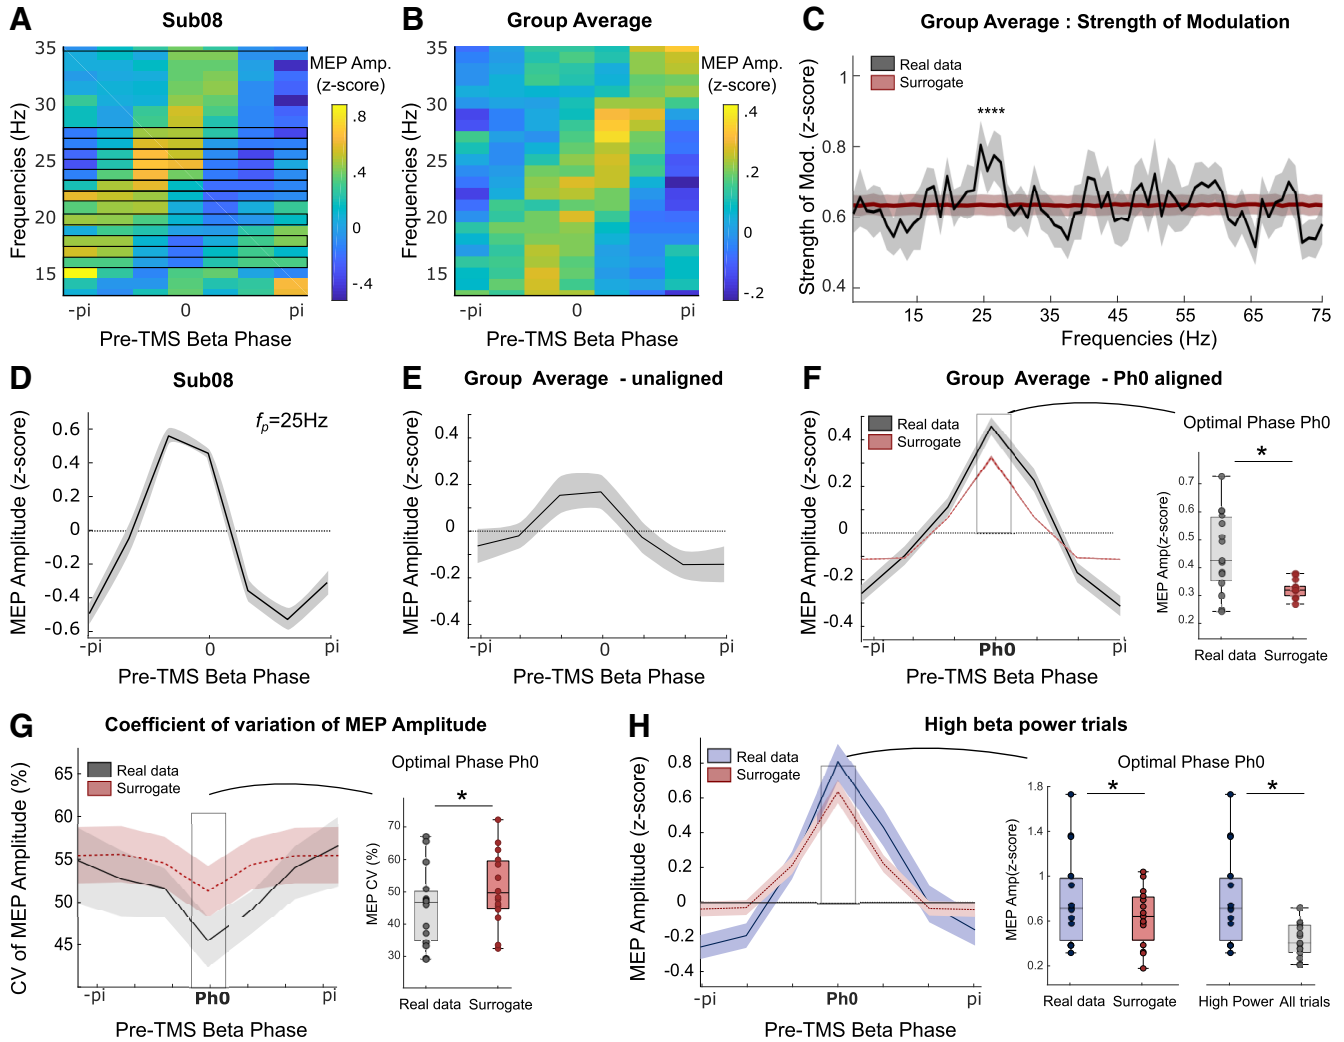 A
Sub08
35
30
25
20
15
Frequencies (Hz)
-pi
0
pi
Pre-TMS Beta Phase
MEP Amp.
(z-score)
.8
.4
0
-.4
B
Group Average
35
30
25
20
15
Frequencies (Hz)
-pi
0
pi
Pre-TMS Beta Phase
MEP Amp.
(z-score)
.4
.2
0
-.2
C
Group Average : Strength of Modulation
Real data
Surrogate
****
1
0.8
0.6
0.4
Strength of Mod. (z-score)
15
25
35
45
55
65
75
Frequencies (Hz)
D
Sub08
fp=25Hz
0.6
0.4
0.2
0
-0.2
-0.4
-0.6
MEP Amplitude (z-score)
-pi
0
pi
Pre-TMS Beta Phase
E
Group Average - unaligned
0.4
0.2
0
-0.2
-0.4
MEP Amplitude (z-score)
-pi
0
pi
Pre-TMS Beta Phase
F
Group Average - Ph0 aligned
Real data
Surrogate
0.4
0.2
0
-0.2
-0.4
MEP Amplitude (z-score)
-pi
Ph0
pi
Pre-TMS Beta Phase
Optimal Phase Ph0
*
0.7
0.6
0.5
0.4
0.3
0.2
MEP Amp(z-score)
Real data
Surrogate
G
Coefficient of variation of MEP Amplitude
Real data
Surrogate
65
60
55
50
45
CV of MEP Amplitude (%)
-pi
Ph0
pi
Pre-TMS Beta Phase
Optimal Phase Ph0
*
70
60
50
40
30
MEP CV (%)
Real data
Surrogate
H
High beta power trials
Real data
Surrogate
0.8
0.6
0.4
0.2
0
-0.2
-0.4
MEP Amplitude (z-score)
-pi
Ph0
pi
Pre-TMS Beta Phase
Optimal Phase Ph0
*
*
1.8
1.4
1
0.6
0.2
MEP Amp(z-score)
Real data
Surrogate
High Power
All trials